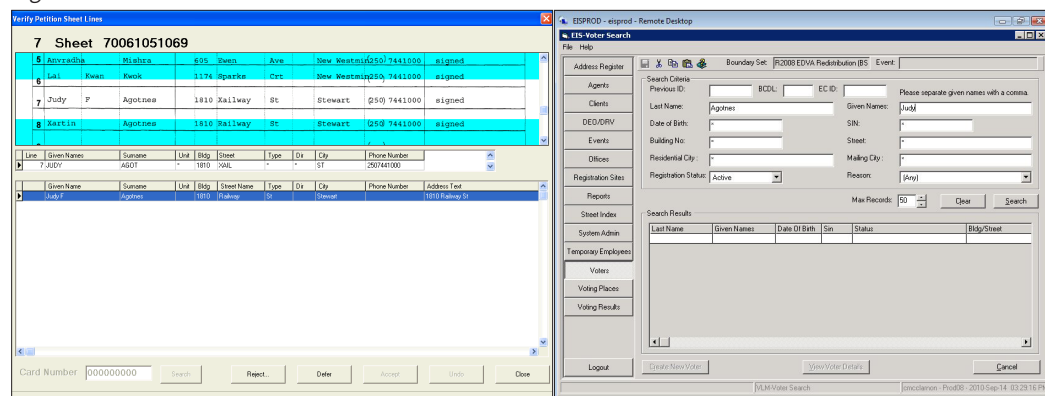 Verify Petition Sheet Lines
7 Sheet 70061051069
5 Anvradha Mishra 605 Ewen Ave New Westmin(250) 7441000 signed
6 Lai Kwan Kwok 1174 Sparks Crt New Westmin(250) 7441000 signed
7 Judy F Agotnes 1810 Xailway St Stewart (250) 7441000 signed
8 Xartin Agotnes 1810 Railway St Stewart (250) 7441000 signed
Line Given Names Surname Unit Bldg Street Type Dir City Phone Number
7 JUDY AGOT * 1810 XAIL * * ST 2507441000
Given Name Surname Unit Bldg Street Name Type Dir City Phone Number Address Text
Judy F Agotnes 1810 Railway St Stewart 1810 Railway St
Card Number 000000000 Search Reject... Defer Accept Undo Close
EISPROD - eisprod - Remote Desktop
EIS-Voter Search
File Help
Address Register
Agents
Clients
DEO/DRV
Events
Offices
Registration Sites
Reports
Street Index
System Admin
Temporary Employees
Voters
Voting Places
Voting Results
Logout
Boundary Set: R2008 EDVA Redistribution (BS Event:
Search Criteria
Previous ID: BCDL: EC ID: Please separate given names with a comma.
Last Name: Agotnes Given Names: Judy
Date of Birth: * SIN: *
Building No: * Street: *
Residential City : * Mailing City : *
Registration Status: Active Reason: (Any)
Max Records: 50 Clear Search
Search Results
Last Name Given Names Date Of Birth Sin Status Bldg/Street
Create New Voter View Voter Details Cancel
VLM-Voter Search cmcclamon - Prod08 - 2010-Sep-14 03:29:16 PM